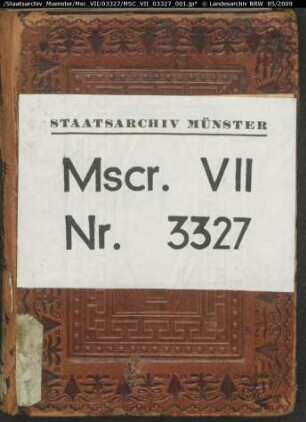 /Staatsarchiv_Muenster/Msc_VII/03327/MSC_VII_03327_001.jp* © Landesarchiv NRW 05/2009
STAATSARCHIV MÜNSTER
Mscr. VII
Nr. 3327